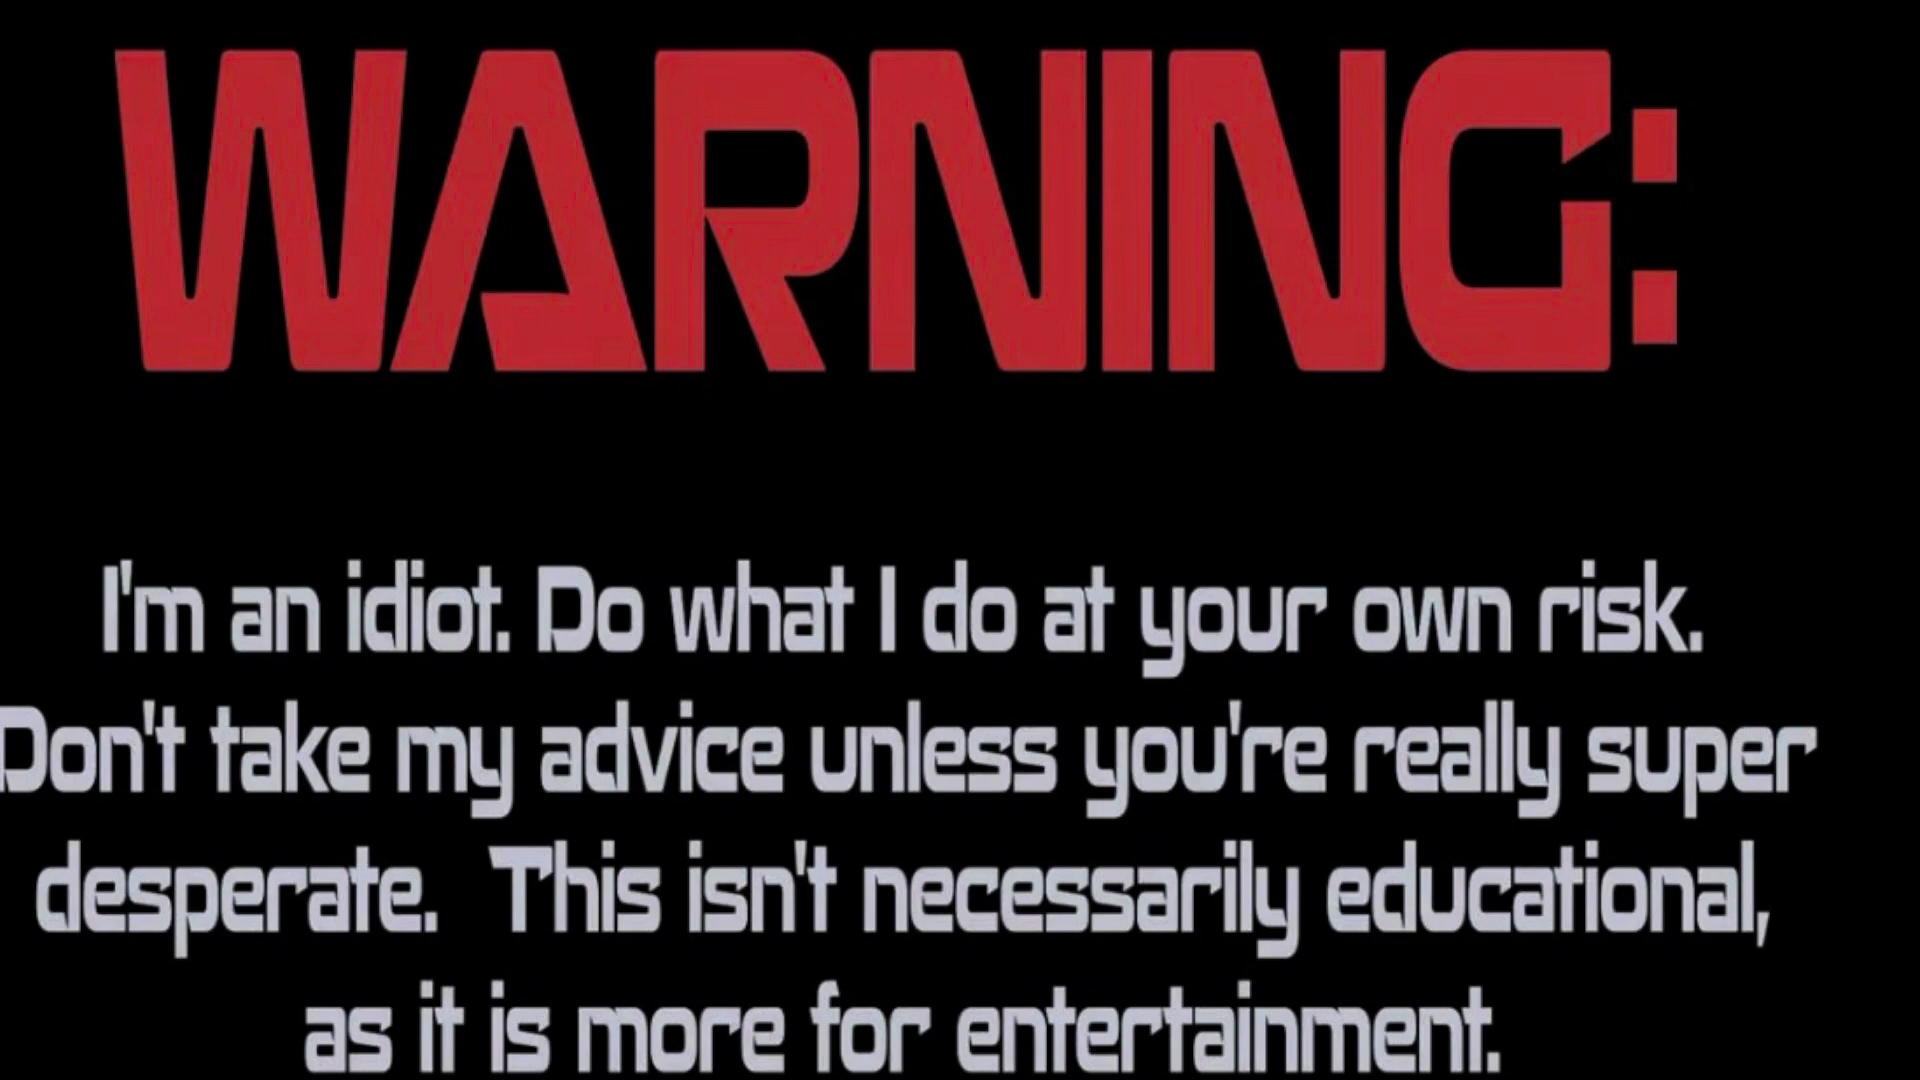 WARNING:
I'm an idiot. Do what I do at your own risk.
Don't take my advice unless you're really super
desperate.  This isn't necessarily educational,
as it is more for entertainment.